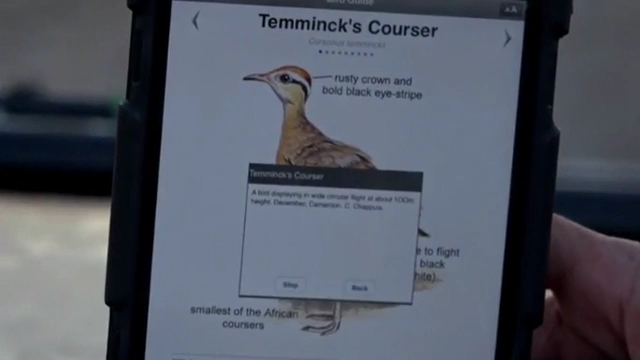 Bird Guide
AA
Temminck's Courser
Cursorius temminckii
rusty crown and
bold black eye-stripe
Temminck's Courser
A bird displaying in wide circular flight at about 100m
height. December, Cameroon. C. Chappuis.
Stop
Back
e to flight
black
hite).
smallest of the African
coursers